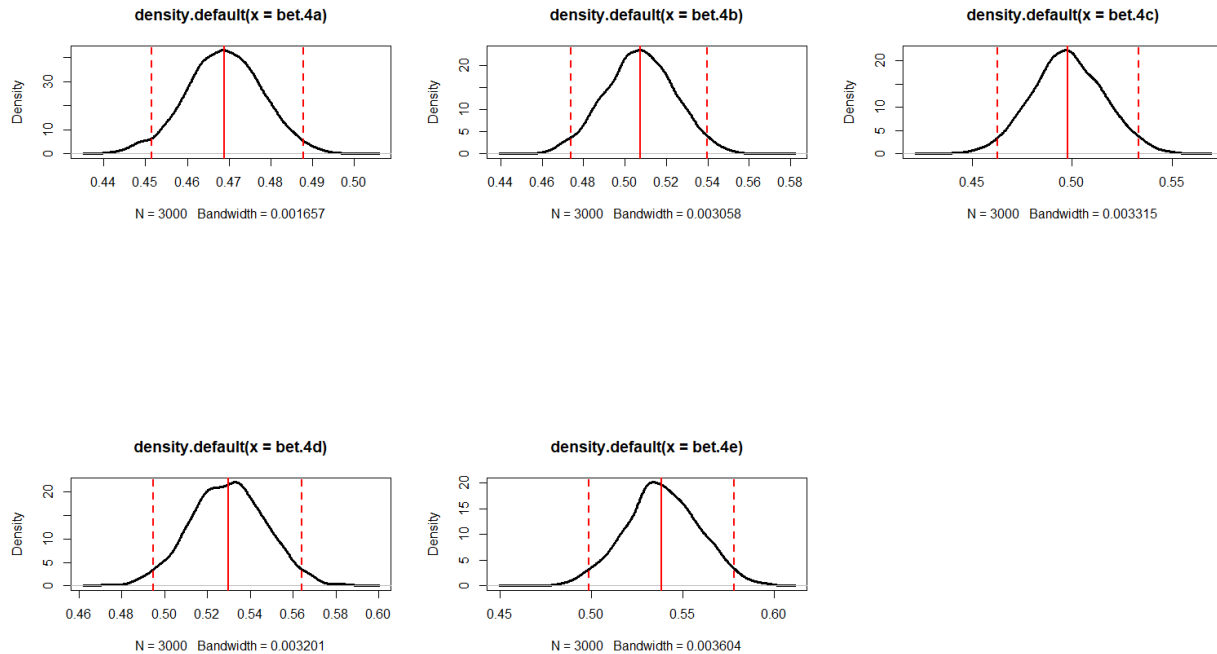 density.default(x = bet.4a)
Density
10
30
0
0.44 0.45 0.46 0.47 0.48 0.49 0.50
N = 3000 Bandwidth = 0.001657
density.default(x = bet.4b)
Density
20
10
5
0
0.44 0.46 0.48 0.50 0.52 0.54 0.56 0.58
N = 3000 Bandwidth = 0.003058
density.default(x = bet.4c)
Density
20
10
5
0
0.45 0.50 0.55
N = 3000 Bandwidth = 0.003315
density.default(x = bet.4d)
Density
20
10
5
0
0.46 0.48 0.50 0.52 0.54 0.56 0.58 0.60
N = 3000 Bandwidth = 0.003201
density.default(x = bet.4e)
Density
20
15
10
5
0
0.45 0.50 0.55 0.60
N = 3000 Bandwidth = 0.003604